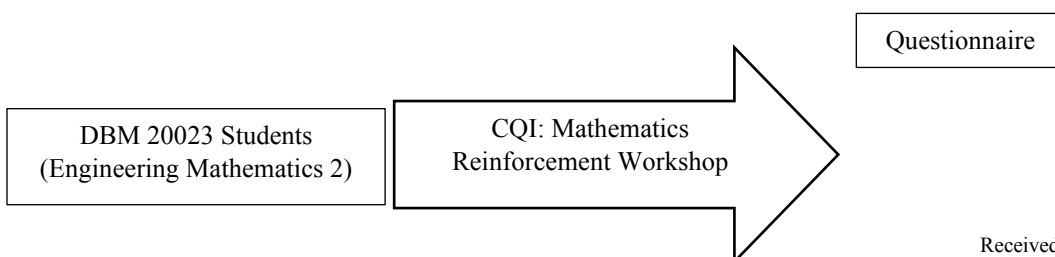 Questionnaire
DBM 20023 Students
(Engineering Mathematics 2)
CQI: Mathematics
Reinforcement Workshop
Received